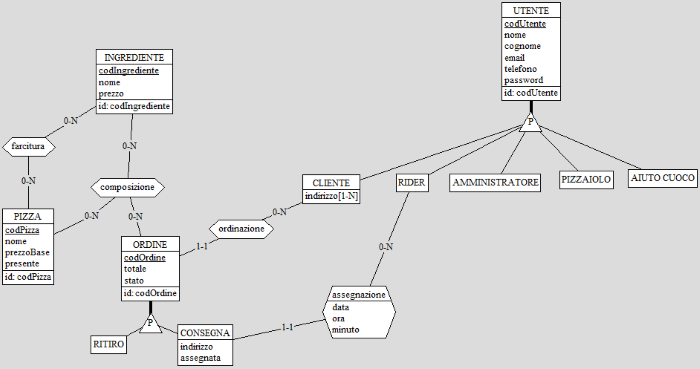 UTENTE
codUtente
nome
cognome
email
telefono
password
id: codUtente
P
INGREDIENTE
codIngrediente
nome
prezzo
id: codIngrediente
0-N
0-N
farcitura
0-N
composizione
0-N
0-N
PIZZA
codPizza
nome
prezzoBase
presente
id: codPizza
CLIENTE
indirizzo[1-N]
RIDER
AMMINISTRATORE
PIZZAIOLO
AIUTO CUOCO
0-N
ordinazione
1-1
0-N
ORDINE
codOrdine
totale
stato
id: codOrdine
P
RITIRO
CONSEGNA
indirizzo
assegnata
1-1
assegnazione
data
ora
minuto